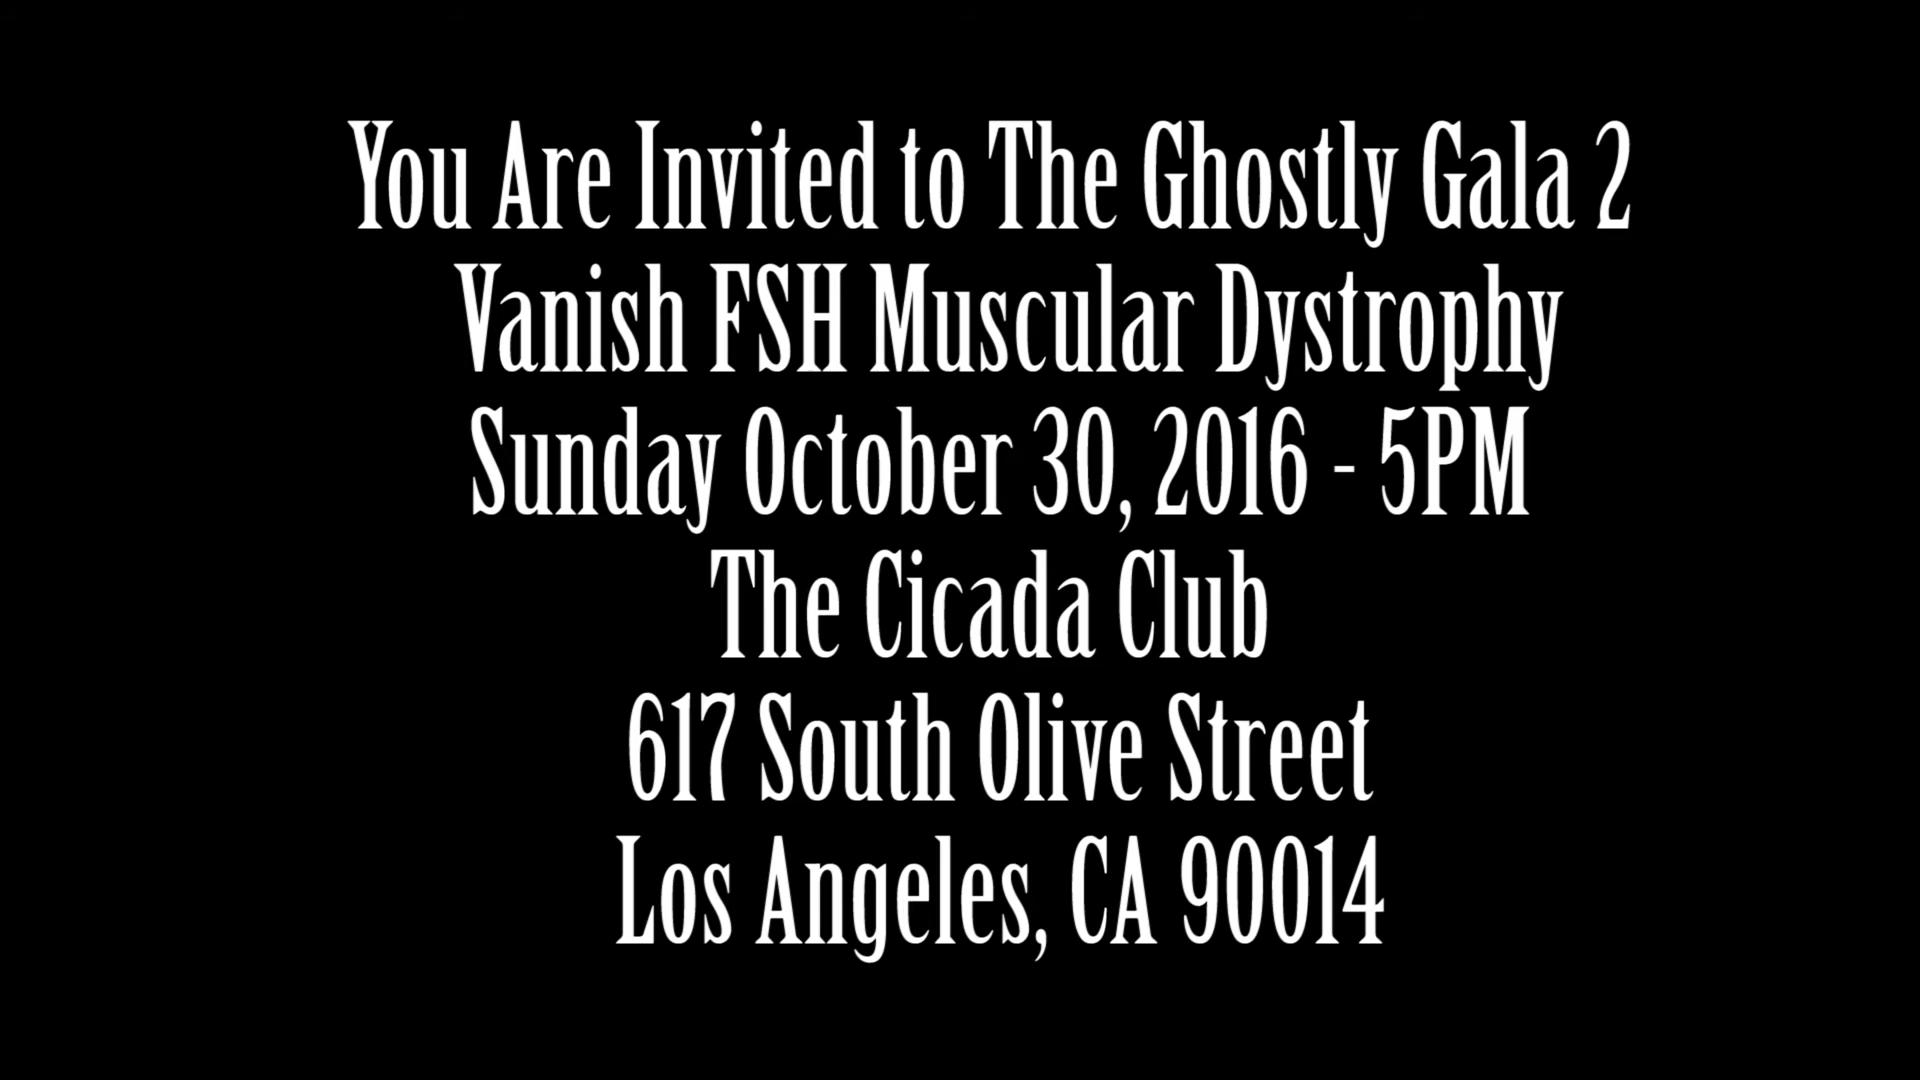 You Are Invited to The Ghostly Gala 2
Vanish FSH Muscular Dystrophy
Sunday October 30, 2016 - 5PM
The Cicada Club
617 South Olive Street
Los Angeles, CA 90014